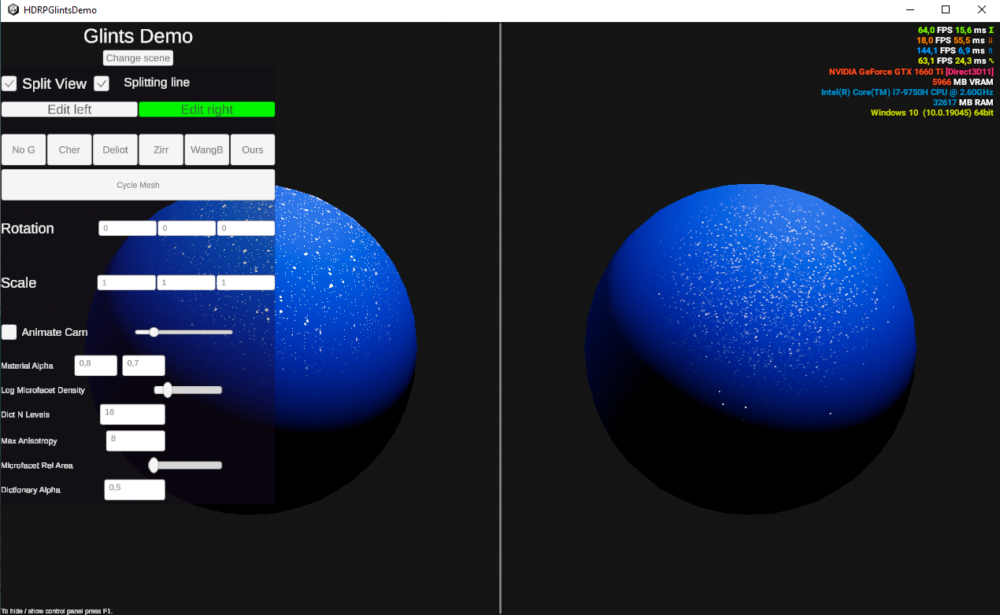 HDRPGlintsDemo
Glints Demo
Change scene
Split View Splitting line
Edit left Edit right
No G Cher Deliot Zirr WangB Ours
Cycle Mesh
Rotation 0 0 0
Scale 1 1 1
Animate Cam
Material Alpha 0,8 0,7
Log Microfacet Density
Dict N Levels 16
Max Anisotropy 8
Microfacet Rel Area
Dictionary Alpha 0,5
To hide / show control panel press F1.
64,0 FPS 15,6 ms Σ
18,0 FPS 55,5 ms ⇓
144,1 FPS 6,9 ms ⇑
63,1 FPS 24,3 ms ∿
NVIDIA GeForce GTX 1660 Ti [Direct3D11]
5966 MB VRAM
Intel(R) Core(TM) i7-9750H CPU @ 2.60GHz
32617 MB RAM
Windows 10 (10.0.19045) 64bit